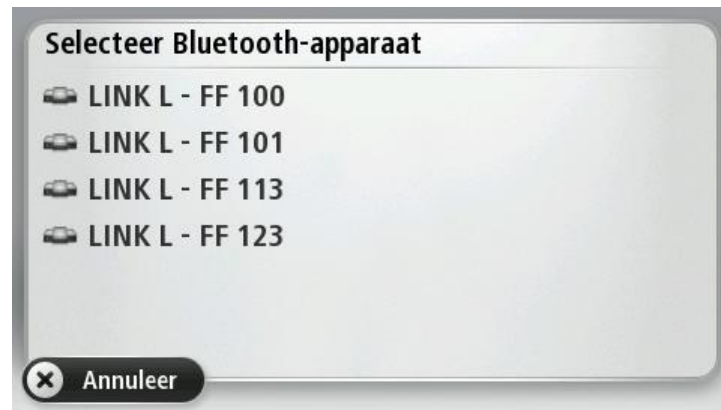 Selecteer Bluetooth-apparaat
LINK L - FF 100
LINK L - FF 101
LINK L - FF 113
LINK L - FF 123
Annuleer